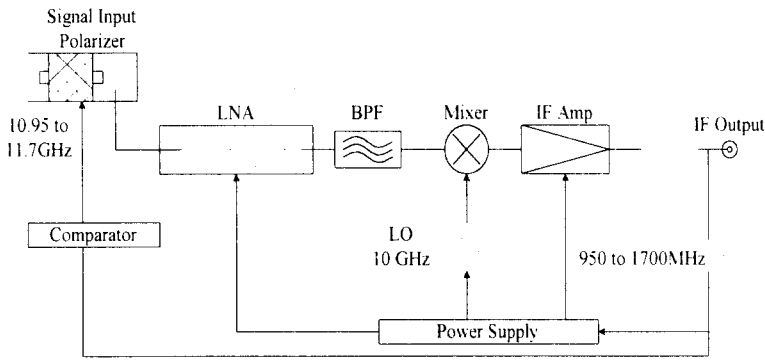 Signal Input
Polarizer
10.95 to
11.7GHz
LNA
BPF
Mixer
IF Amp
IF Output
Comparator
LO
10 GHz
950 to 1700MHz
Power Supply